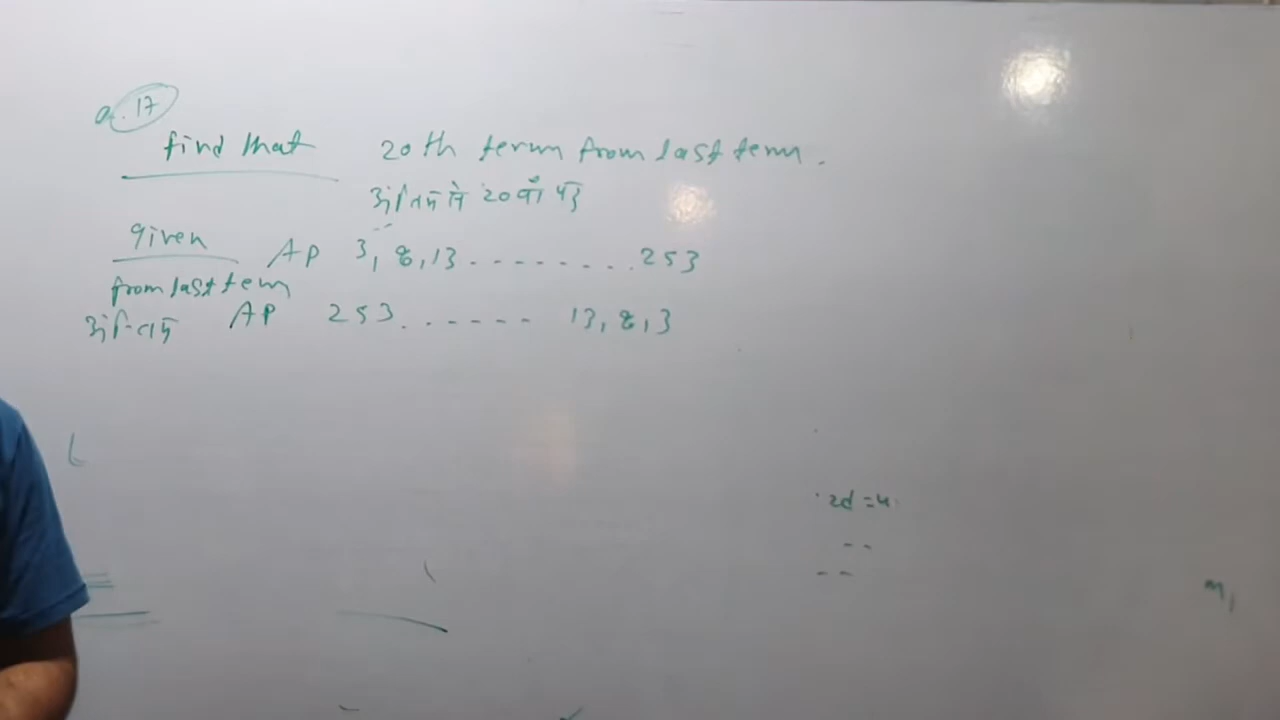 Q.17
find that 20th term from last term.
अंतिम से 20वाँ पद
given AP 3, 8, 13 - - - - - - - . 253
from last term
अंतिम AP 253. . - - - - - 13, 8, 3
2d = 4